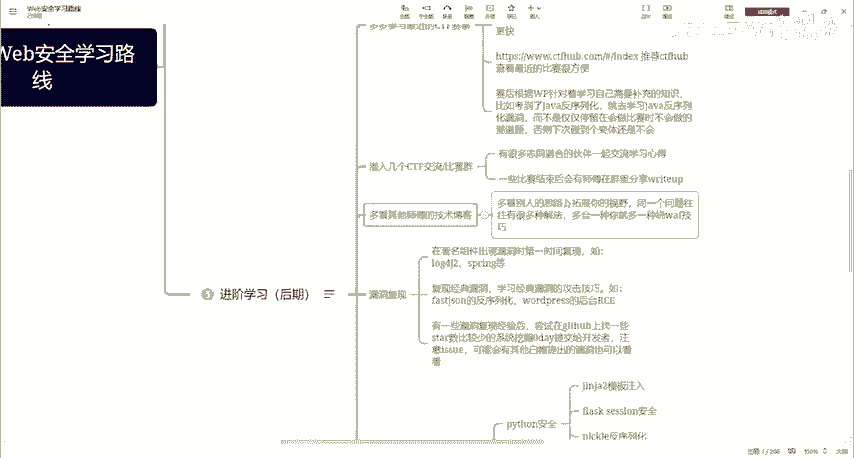 Web安全学习路线
Web安全学习路
线
多多参与最近的CTF赛事
更快
https://www.ctfhub.com/#/index 推荐ctfhub
查看最近的比赛很方便
赛后根据WP针对着学习自己需要补充的知识,
比如考到了java反序列化，就去学习java反序列
化漏洞，而不是仅仅停留在会做比赛时不会做的
那道题，否则下次碰到个变体还是不会
潜入几个CTF交流/比赛群
有很多志同道合的伙伴一起交流学习心得
一些比赛结束后会有师傅在群里分享writeup
多看其他师傅的技术博客
多看别人的思路，拓展你的视野，同一个问题往
往有很多种解法，多会一种你就多一种绕waf技
巧
3 进阶学习（后期）
漏洞复现
在著名组件出现漏洞时第一时间复现，如：
log4j2、spring等
复现经典漏洞，学习经典漏洞的攻击技巧。如：
fastjson的反序列化，wordpress的后台RCE
有一些漏洞复现经验后，尝试在github上找一些
star数比较少的系统挖掘0day提交给开发者，注
意issue，可能会有其他白帽提出的漏洞也可以看
看
python安全
jinja2模板注入
flask session安全
pickle反序列化
100%